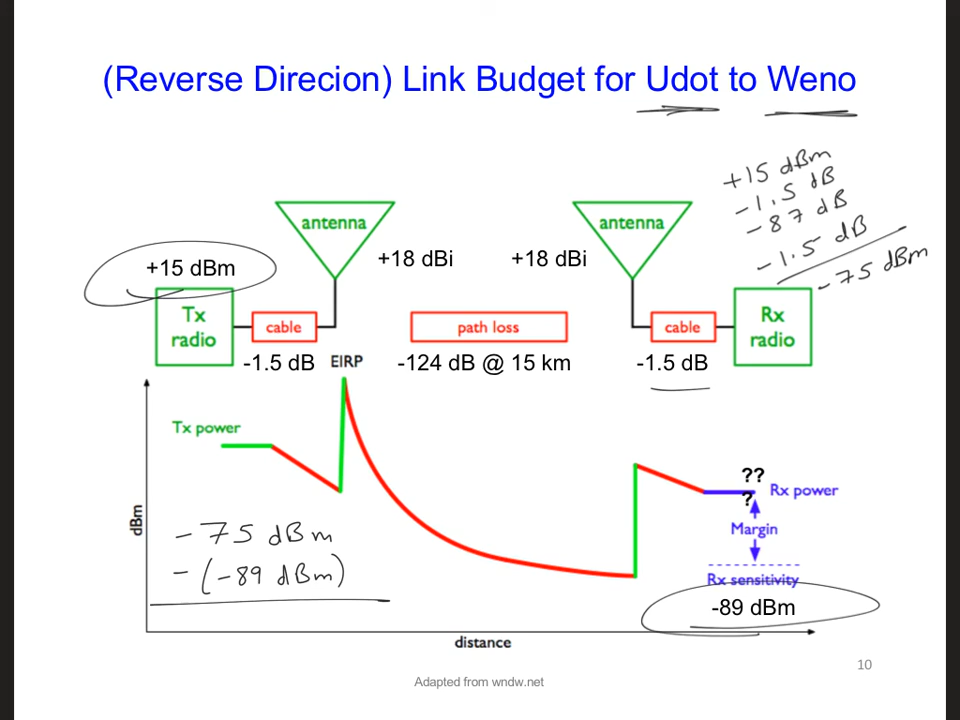 (Reverse Direcion) Link Budget for Udot to Weno
+15 dBm
-1.5 dB
-87 dB
-1.5 dB
-75 dBm
antenna
antenna
+15 dBm
+18 dBi
+18 dBi
Tx
radio
cable
path loss
cable
Rx
radio
-1.5 dB
EIRP
-124 dB @ 15 km
-1.5 dB
Tx power
??
?
Rx power
dBm
Margin
-75 dBm
-(-89 dBm)
Rx sensitivity
-89 dBm
distance
10
Adapted from wndw.net